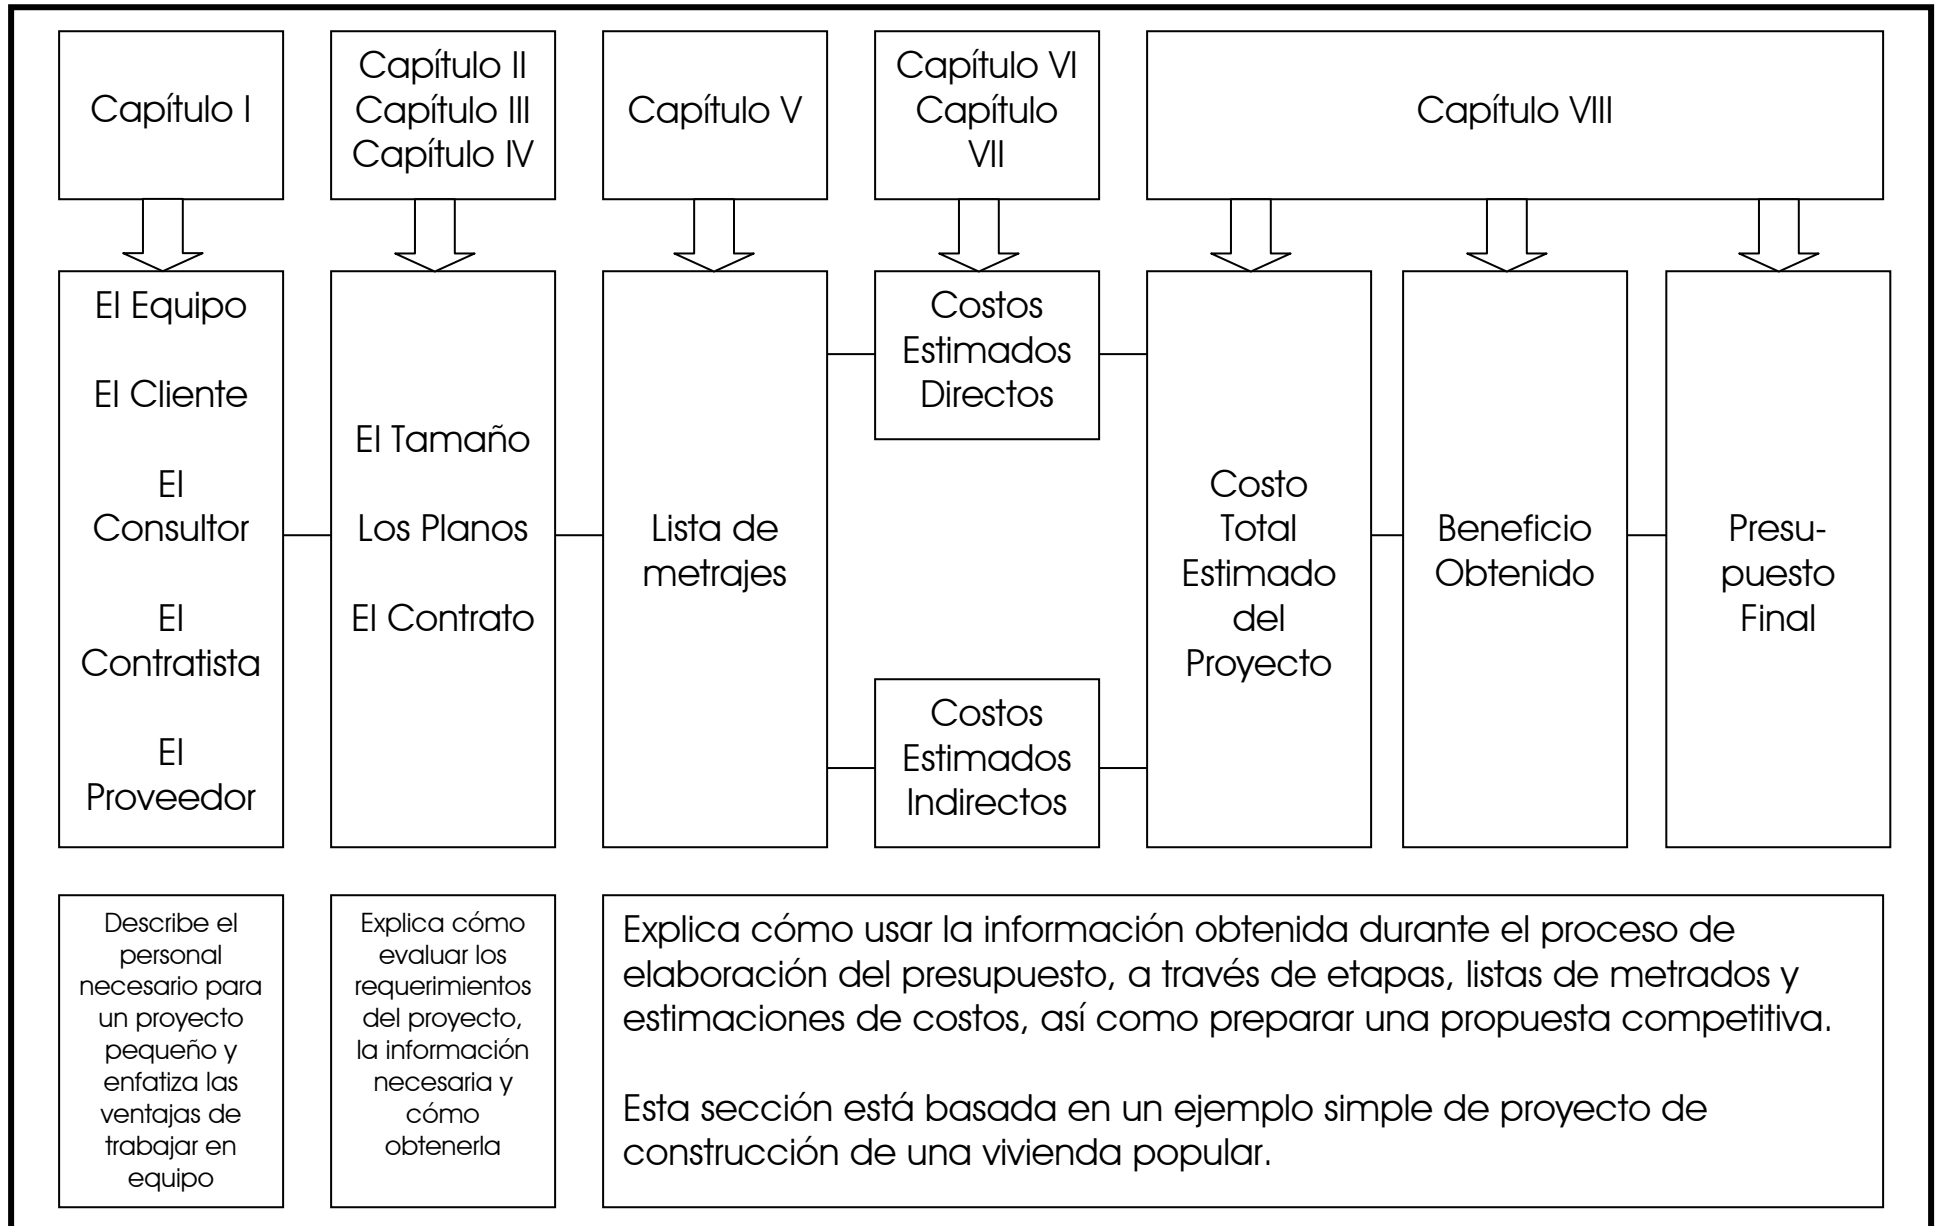 Capítulo I
Capítulo II
Capítulo III
Capítulo IV
Capítulo V
Capítulo VI
Capítulo
VII
Capítulo VIII
El Equipo
El Cliente
El
Consultor
El
Contratista
El
Proveedor
El Tamaño
Los Planos
El Contrato
Lista de
metrajes
Costos
Estimados
Directos
Costos
Estimados
Indirectos
Costo
Total
Estimado
del
Proyecto
Beneficio
Obtenido
Presu-
puesto
Final
Describe el
personal
necesario para
un proyecto
pequeño y
enfatiza las
ventajas de
trabajar en
equipo
Explica cómo
evaluar los
requerimientos
del proyecto,
la información
necesaria y
cómo
obtenerla
Explica cómo usar la información obtenida durante el proceso de
elaboración del presupuesto, a través de etapas, listas de metrados y
estimaciones de costos, así como preparar una propuesta competitiva.
Esta sección está basada en un ejemplo simple de proyecto de
construcción de una vivienda popular.